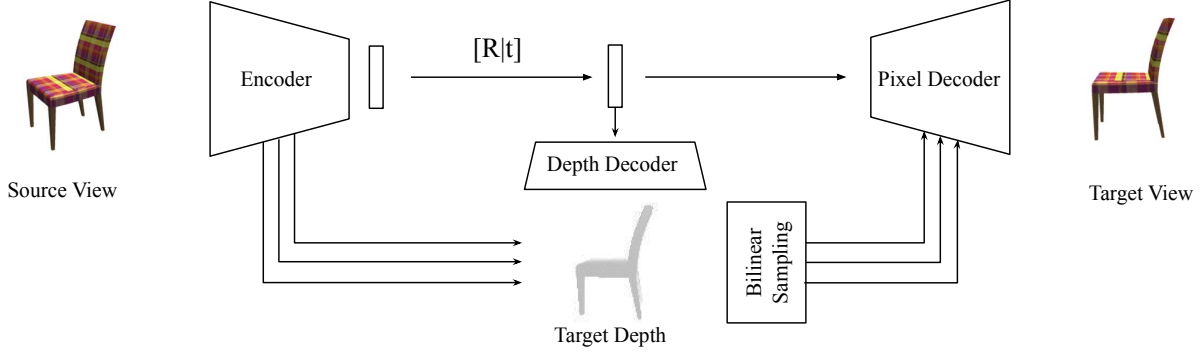 [R|t]
Encoder
Pixel Decoder
Depth Decoder
Source View
Target View
Bilinear
Sampling
Target Depth